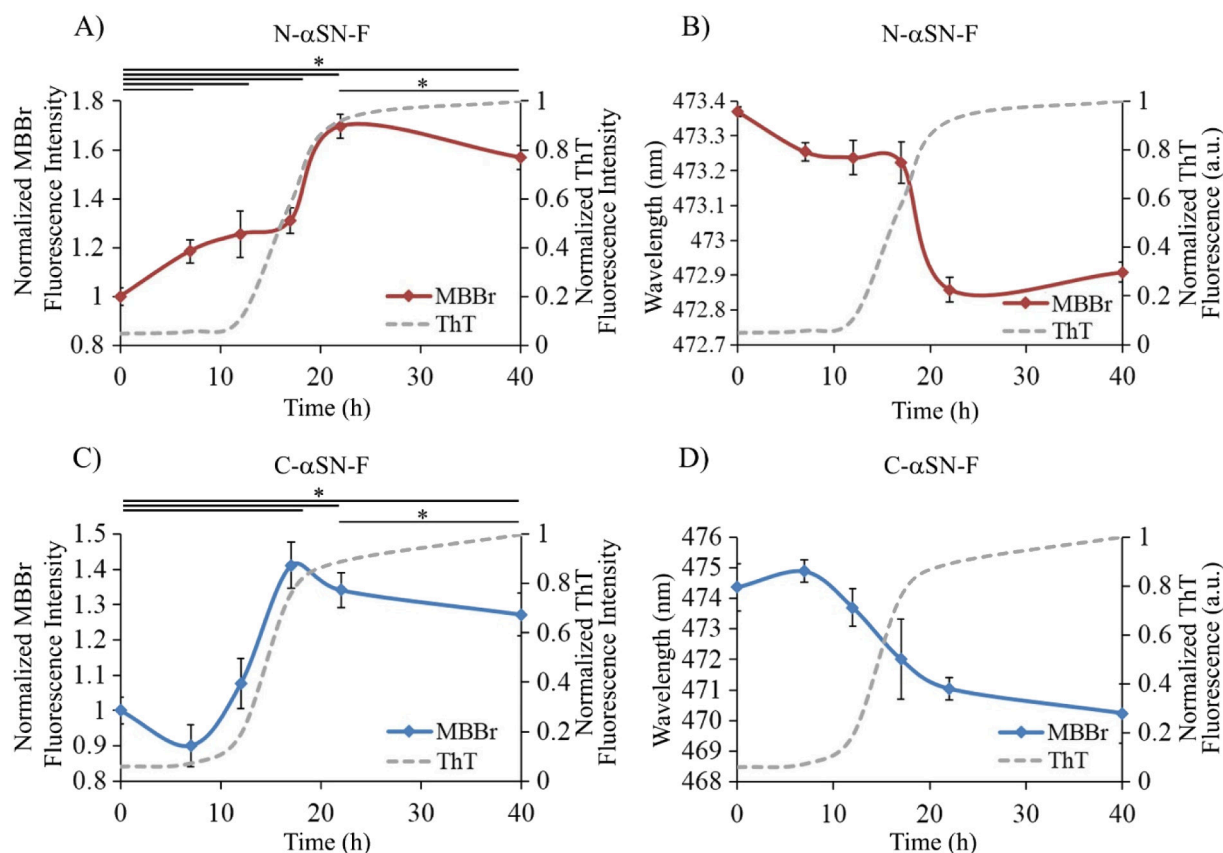 A)
N-αSN-F
*
*
Normalized MBBr
Fluorescence Intensity
1.8
1.6
1.4
1.2
1
0.8
1
0.8
0.6
0.4
0.2
0
Normalized ThT
Fluorescence Intensity
MBBr
ThT
0 10 20 30 40
Time (h)
B)
N-αSN-F
Wavelength (nm)
473.4
473.3
473.2
473.1
473
472.9
472.8
472.7
1
0.8
0.6
0.4
0.2
0
Normalized ThT
Fluorescence (a.u.)
MBBr
ThT
0 10 20 30 40
Time (h)
C)
C-αSN-F
*
*
Normalized MBBr
Fluorescence Intensity
1.5
1.4
1.3
1.2
1.1
1
0.9
0.8
1
0.8
0.6
0.4
0.2
0
Normalized ThT
Fluorescence Intensity
MBBr
ThT
0 10 20 30 40
Time (h)
D)
C-αSN-F
Wavelength (nm)
476
475
474
473
472
471
470
469
468
1
0.8
0.6
0.4
0.2
0
Normalized ThT
Fluorescence (a.u.)
MBBr
ThT
0 10 20 30 40
Time (h)